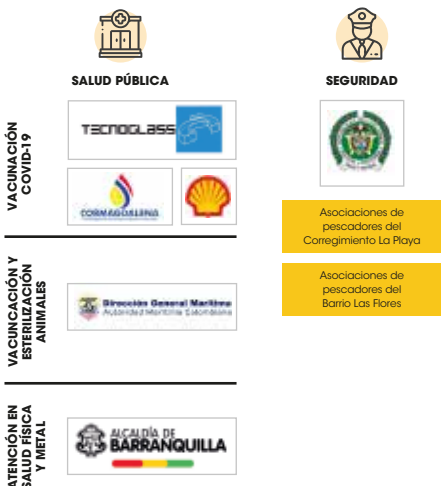 SALUD PÚBLICA
SEGURIDAD
VACUNACIÓN
COVID-19
TECNOGLASS
CORMAGDALENA
Asociaciones de
pescadores del
Corregimiento La Playa
Asociaciones de
pescadores del
Barrio Las Flores
VACUNCACIÓN Y
ESTERILIZACIÓN
ANIMALES
Dirección General Marítima
Autoridad Marítima Colombiana
ATENCIÓN EN
SALUD FÍSICA
Y METAL
ALCALDÍA DE
BARRANQUILLA